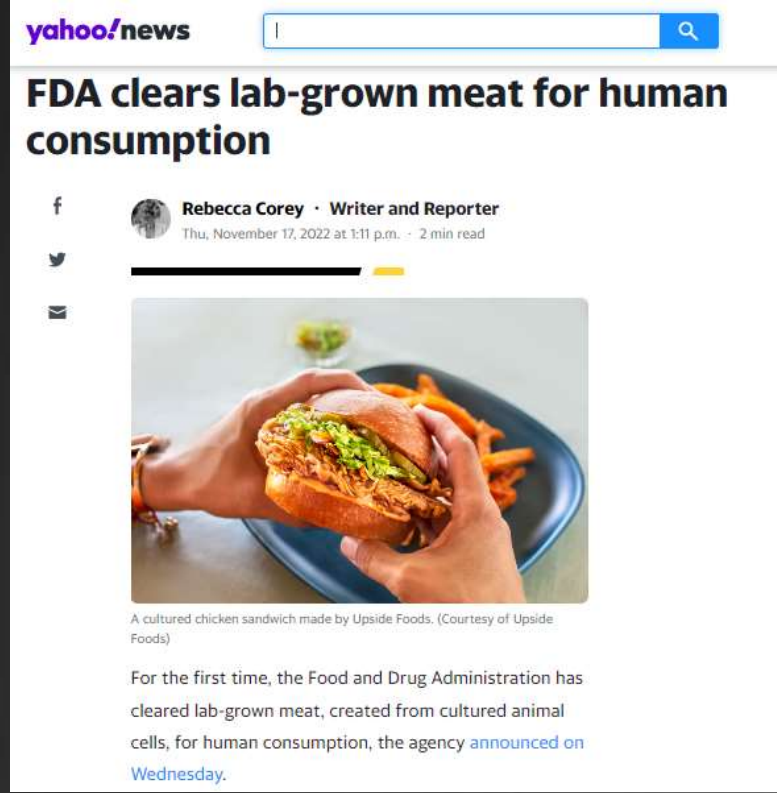 yahoo!news
FDA clears lab-grown meat for human
consumption
Rebecca Corey · Writer and Reporter
Thu, November 17, 2022 at 1:11 p.m. · 2 min read
A cultured chicken sandwich made by Upside Foods. (Courtesy of Upside
Foods)
For the first time, the Food and Drug Administration has
cleared lab-grown meat, created from cultured animal
cells, for human consumption, the agency announced on
Wednesday.